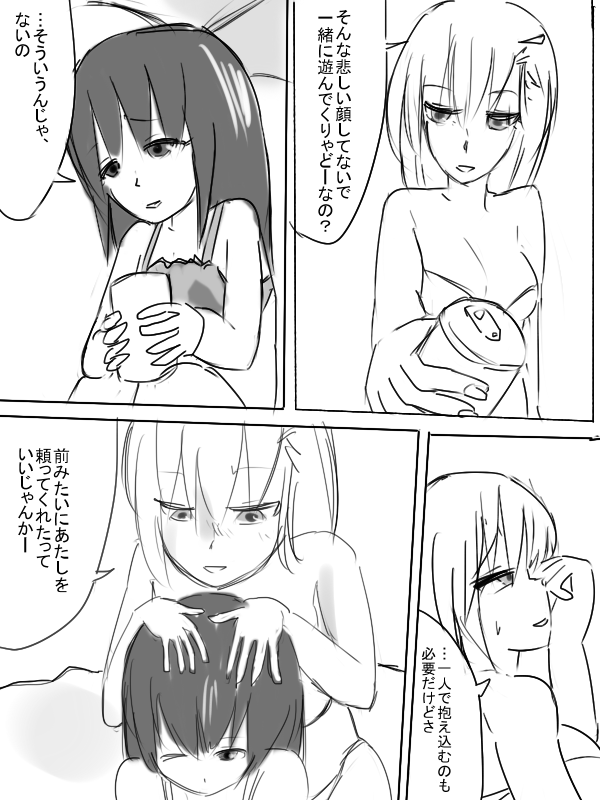 そんな悲しい顔してないで
一緒に遊んでくりゃどーなの？
…そういうんじゃ、
ないの
…一人で抱え込むのも
必要だけどさ
前みたいにあたしを
頼ってくれたって
いいじゃんかー